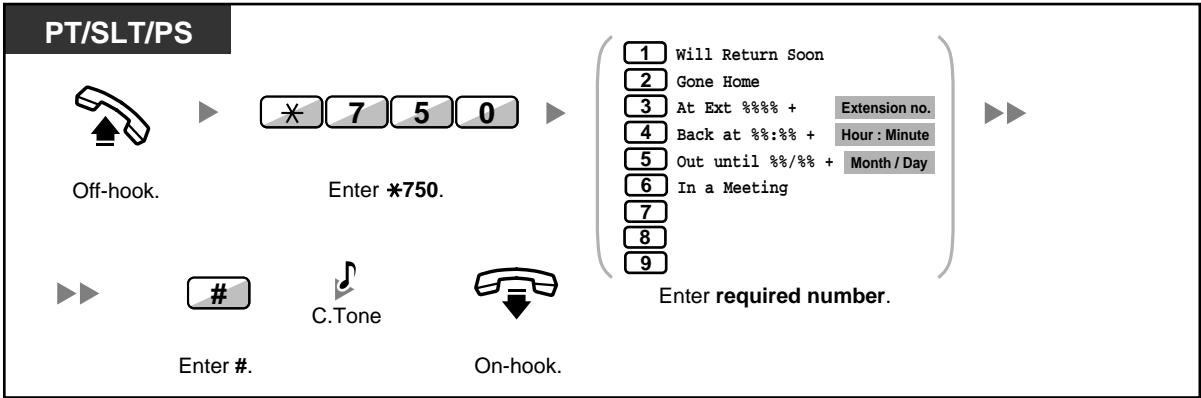 PT/SLT/PS
1 Will Return Soon
2 Gone Home
3 At Ext %%%% + Extension no.
4 Back at %%:%% + Hour : Minute
5 Out until %%/%% + Month / Day
6 In a Meeting
7
8
9
* 7 5 0
Off-hook.
Enter *750.
Enter required number.
#
C.Tone
Enter #.
On-hook.